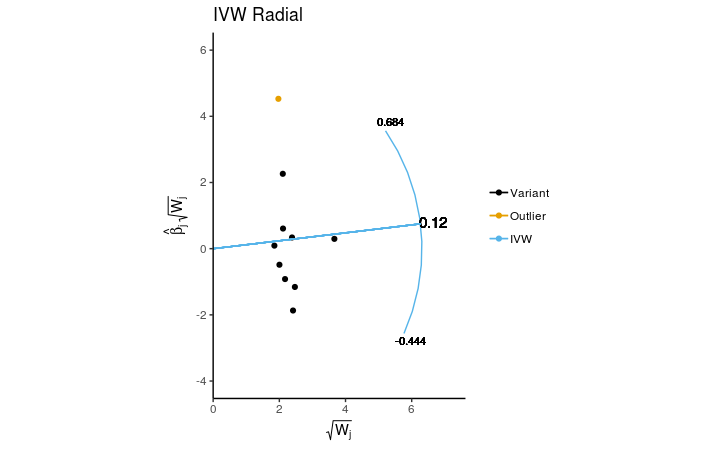 IVW Radial
6
4
2
0
-2
-4
β̂j√Wj
0.684
0.12
-0.444
0 2 4 6
√Wj
Variant
Outlier
IVW